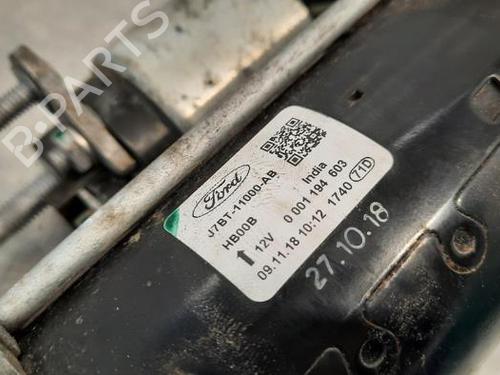 B-PARTS
Ford
J7BT-11000-AB
HB00B
India
12V 0 001 194 603
09.11.18 10:12 1740 71D
27.10.18